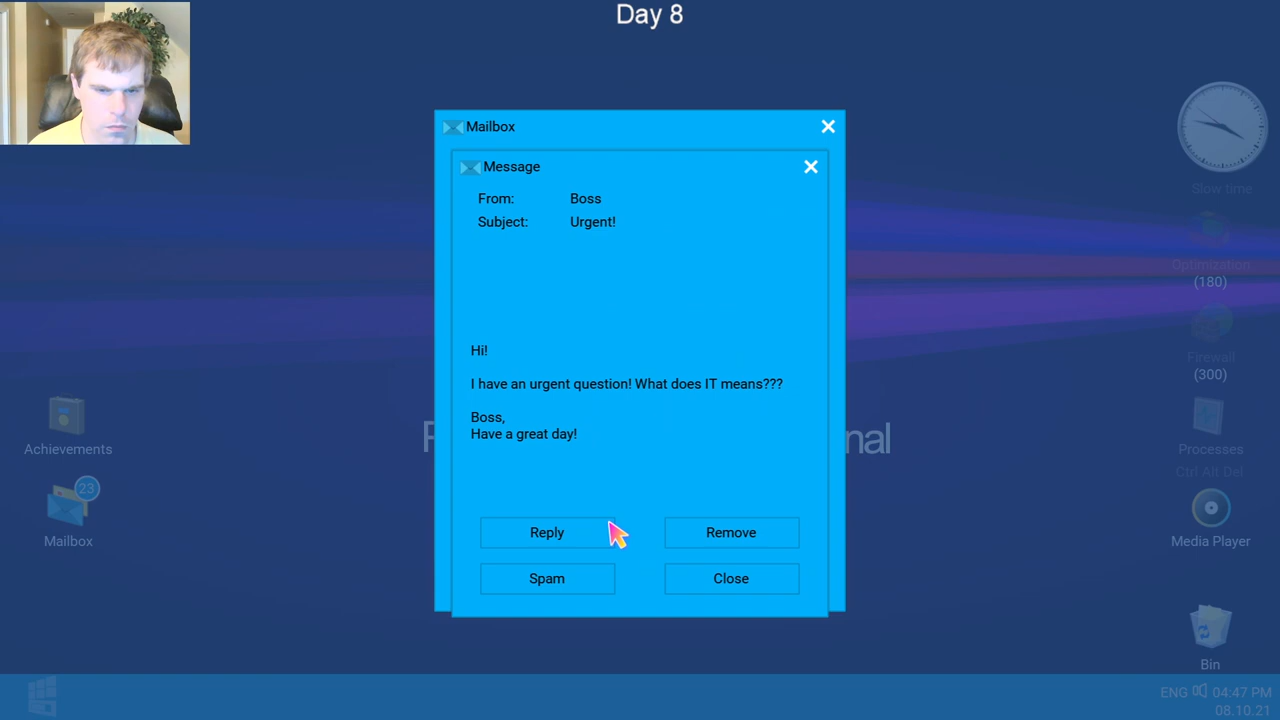 Day 8
Mailbox
Message
From: Boss
Subject: Urgent!
Slow time
Optimization
(180)
Hi!
Firewall
(300)
I have an urgent question! What does IT means???
Boss,
Have a great day!
Achievements
nal
Processes
Ctrl Alt Del
23
Mailbox
Reply
Remove
Media Player
Spam
Close
Bin
ENG 04:47 PM
08.10.21